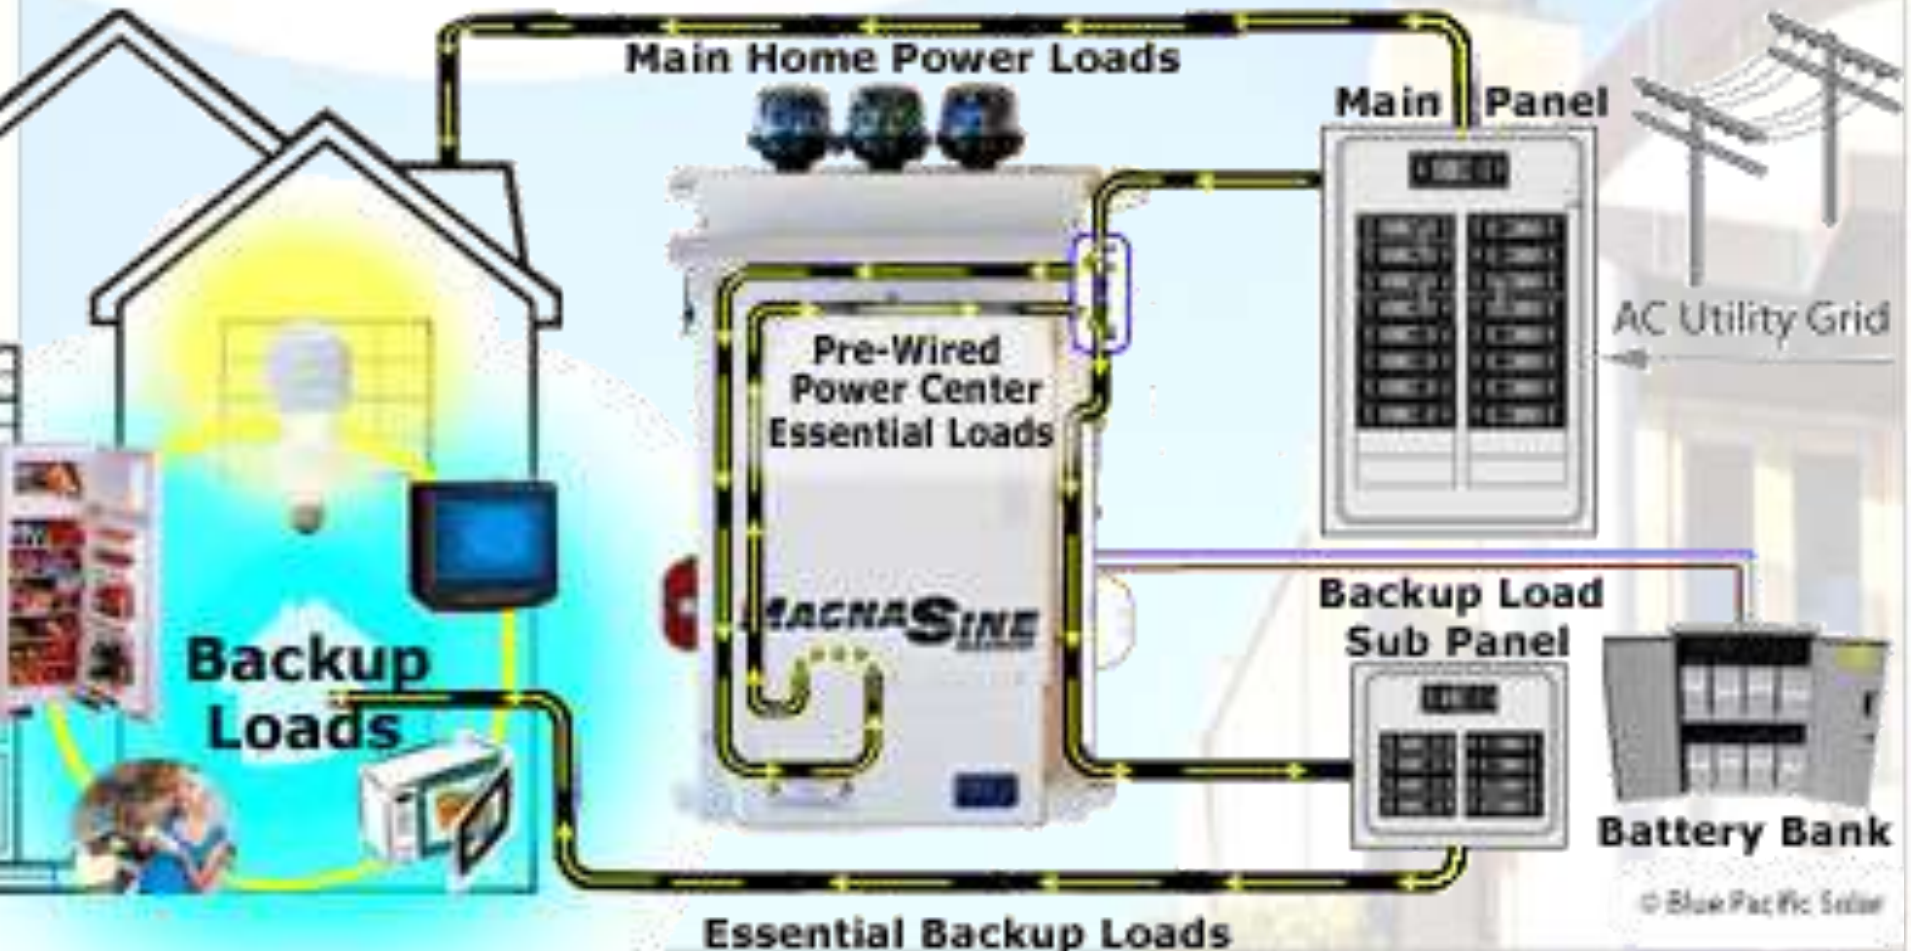 Main Home Power Loads
Main Panel
AC Utility Grid
Pre-Wired
Power Center
Essential Loads
MAGNASINE
Backup Load
Sub Panel
Backup
Loads
Battery Bank
© Blue Pacific Solar
Essential Backup Loads